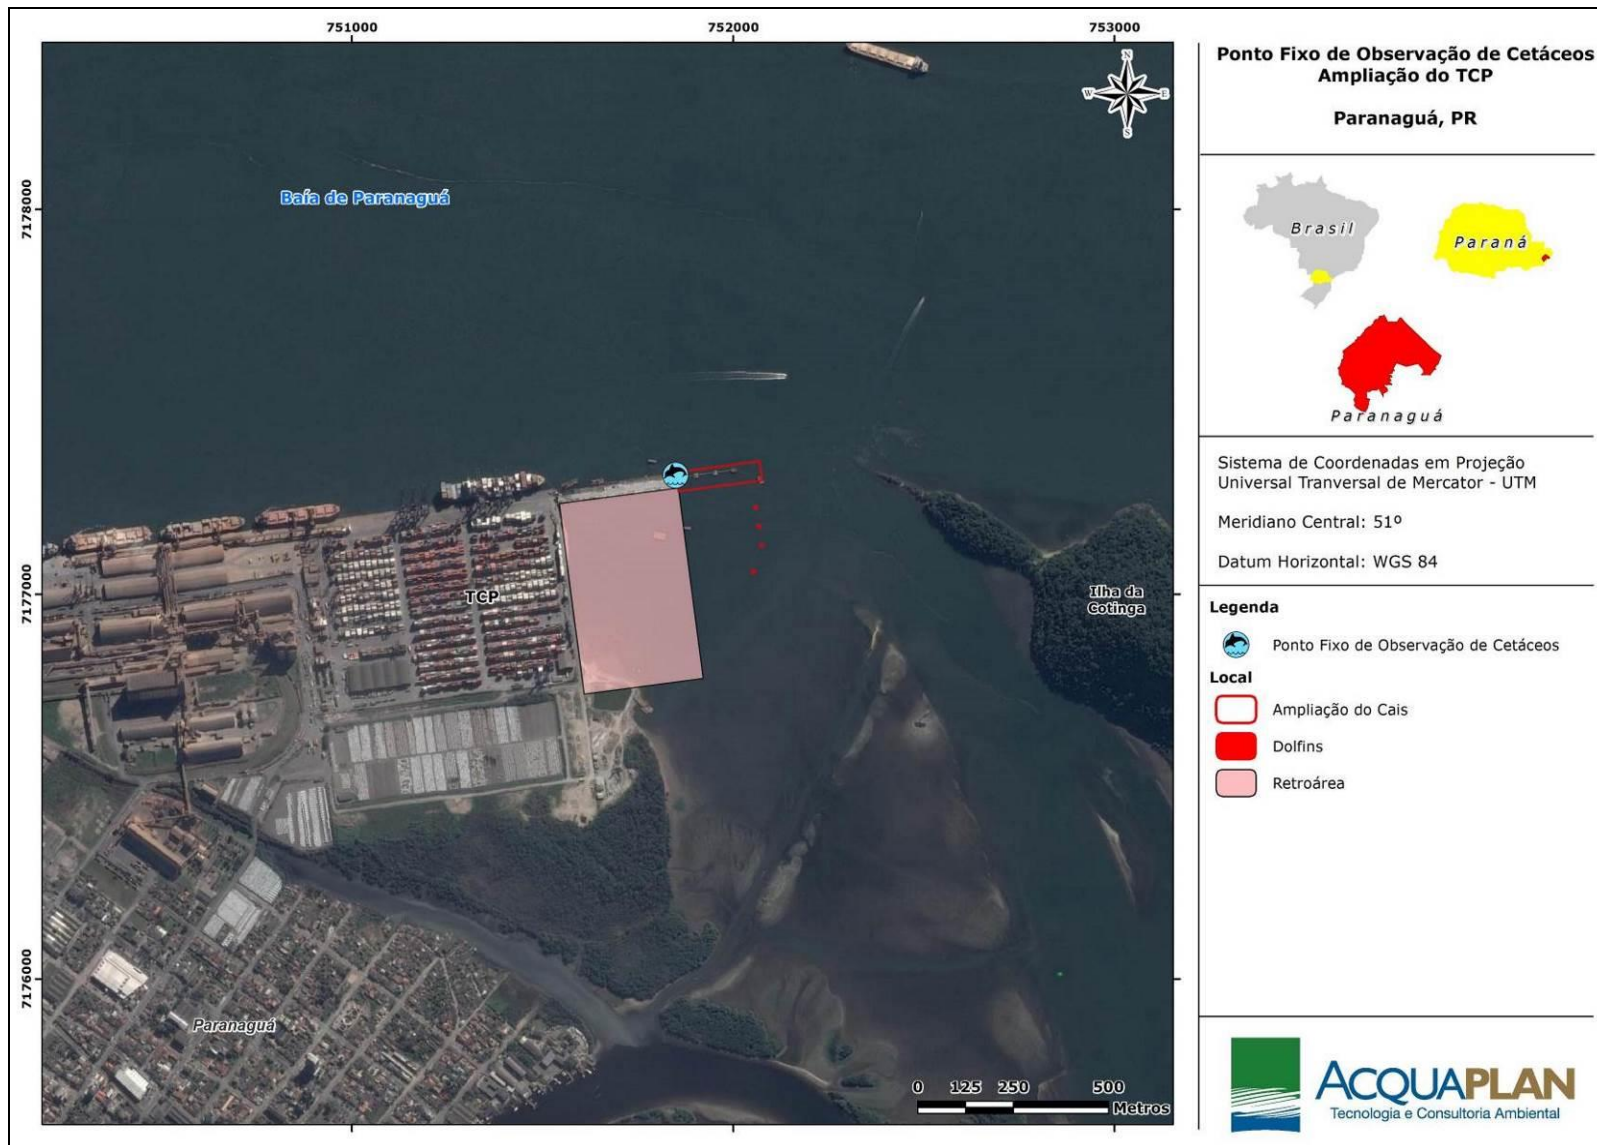 751000
752000
753000
7178000
7177000
7176000
N
W
E
S
Baía de Paranaguá
TCP
Ilha da
Cotinga
Paranaguá
0 125 250 500
Metros
Ponto Fixo de Observação de Cetáceos
Ampliação do TCP
Paranaguá, PR
Brasil
Paraná
Paranaguá
Sistema de Coordenadas em Projeção
Universal Tranversal de Mercator - UTM
Meridiano Central: 51º
Datum Horizontal: WGS 84
Legenda
Ponto Fixo de Observação de Cetáceos
Local
Ampliação do Cais
Dolfins
Retroárea
ACQUAPLAN
Tecnologia e Consultoria Ambiental